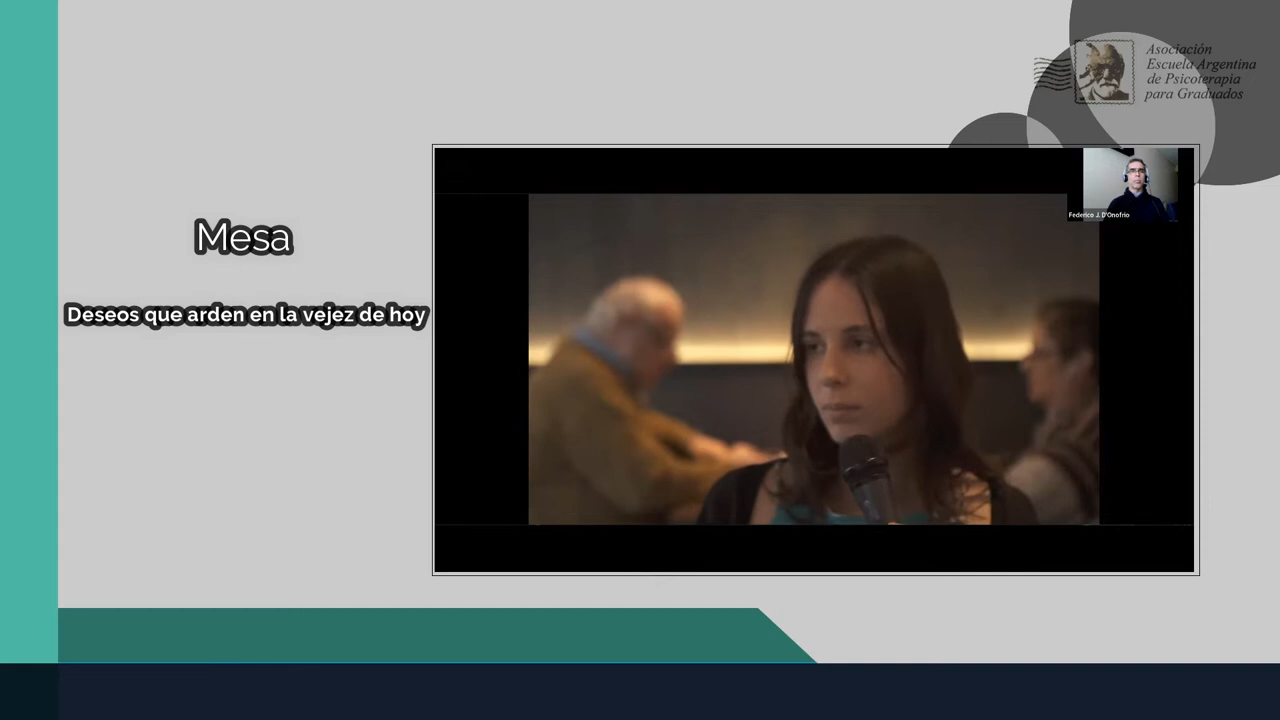 Asociación
Escuela Argentina
de Psicoterapia
para Graduados
Federico J. D'Onofrio
Mesa
Deseos que arden en la vejez de hoy